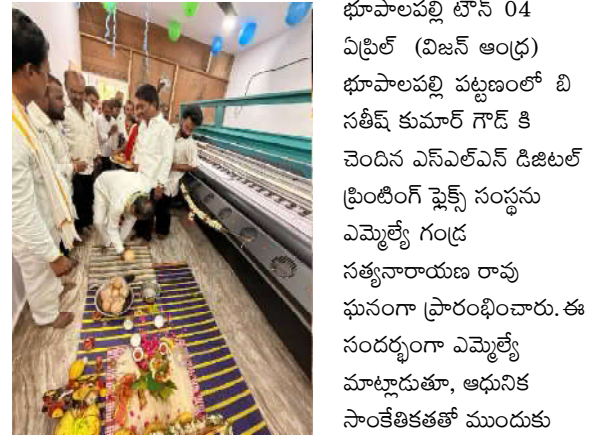 భూపాలపల్లి టౌన్ 04
ఏప్రిల్ (విజన్ ఆంధ్ర)
భూపాలపల్లి పట్టణంలో బి
సతీష్ కుమార్ గౌడ్ కి
చెందిన ఎస్ఎల్ఎన్ డిజిటల్
ప్రింటింగ్ ఫ్లెక్స్ సంస్థను
ఎమ్మెల్యే గండ్ర
సత్యనారాయణ రావు
ఘనంగా ప్రారంభించారు.ఈ
సందర్భంగా ఎమ్మెల్యే
మాట్లాడుతూ, ఆధునిక
సాంకేతికతతో ముందుకు